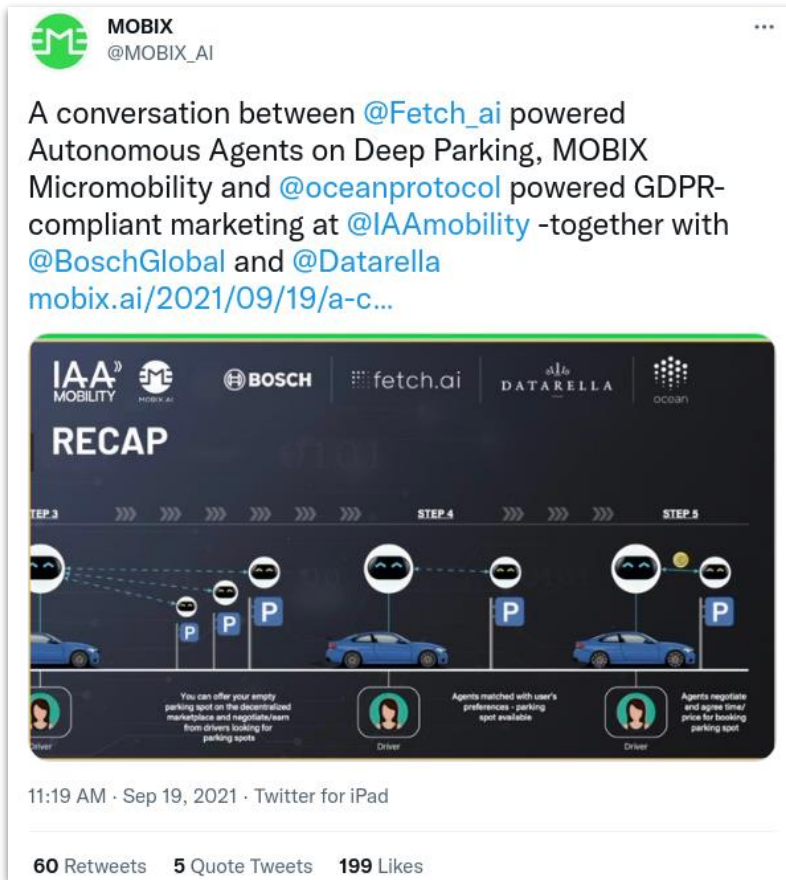 MOBIX
@MOBIX_AI
A conversation between @Fetch_ai powered
Autonomous Agents on Deep Parking, MOBIX
Micromobility and @oceanprotocol powered GDPR-
compliant marketing at @IAAmobility -together with
@BoschGlobal and @Datarella
mobix.ai/2021/09/19/a-c...
IAA MOBILITY
MOBIX.AI
BOSCH
fetch.ai
DATARELLA
ocean
RECAP
TEP 3
STEP 4
STEP 5
P
P
P
P
P
You can offer your empty
parking spot on the decentralized
marketplace and negotiate/earn
from drivers looking for
parking spots
Agents matched with user's
preferences - parking
spot available
Agents negotiate
and agree time/
price for booking
parking spot
Driver
Driver
Driver
11:19 AM · Sep 19, 2021 · Twitter for iPad
60 Retweets 5 Quote Tweets 199 Likes